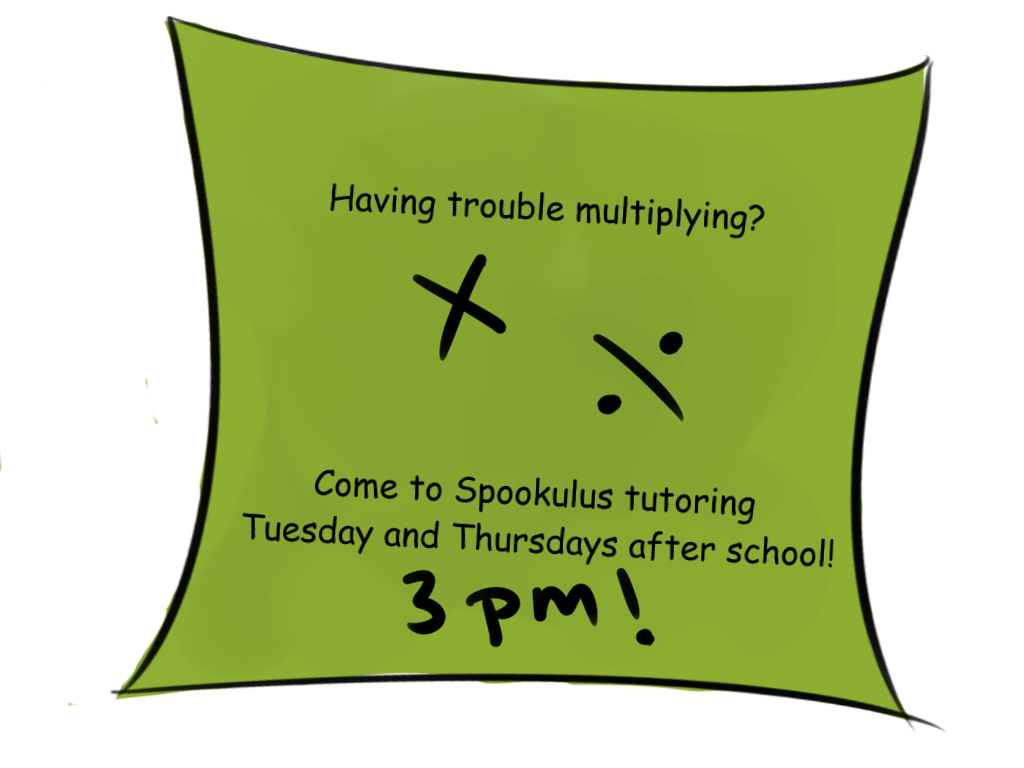 Having trouble multiplying?
× ÷
Come to Spookulus tutoring
Tuesday and Thursdays after school!
3 pm!